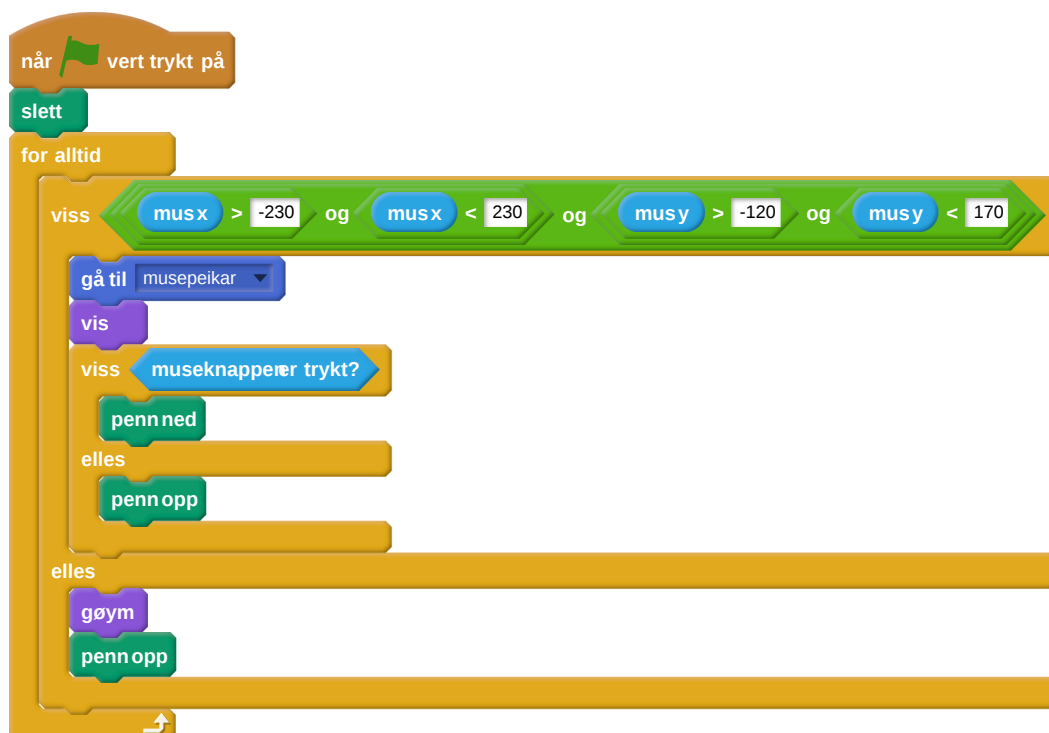 når vert trykt på
slett
for alltid
viss mus x > -230 og mus x < 230 og mus y > -120 og mus y < 170
gå til musepeikar
vis
viss museknappen er trykt?
penn ned
elles
penn opp
elles
gøym
penn opp